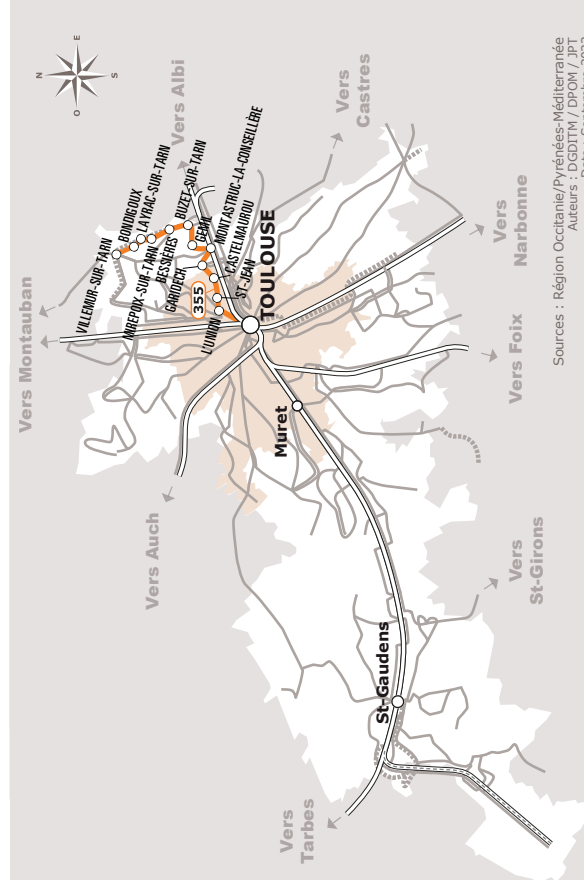 Vers Montauban
N
E
S
O
VILLEMUR-SUR-TARN
BONDIGOUX
LAYRAC-SUR-TARN
MIREPOIX-SUR-TARN
BESSIÈRES
BUZET-SUR-TARN
GARDECH
GÉMIL
MONTASTRUC-LA-CONSEILLÈRE
CASTELMAUROU
ST-JEAN
L'UNION
355
TOULOUSE
Vers Albi
Vers
Castres
Vers Auch
Muret
Vers
Tarbes
St-Gaudens
Vers
Narbonne
Vers Foix
Vers
St-Girons
Sources : Région Occitanie/Pyrénées-Méditerranée
Auteurs : DGDITM / DPOM / JPT